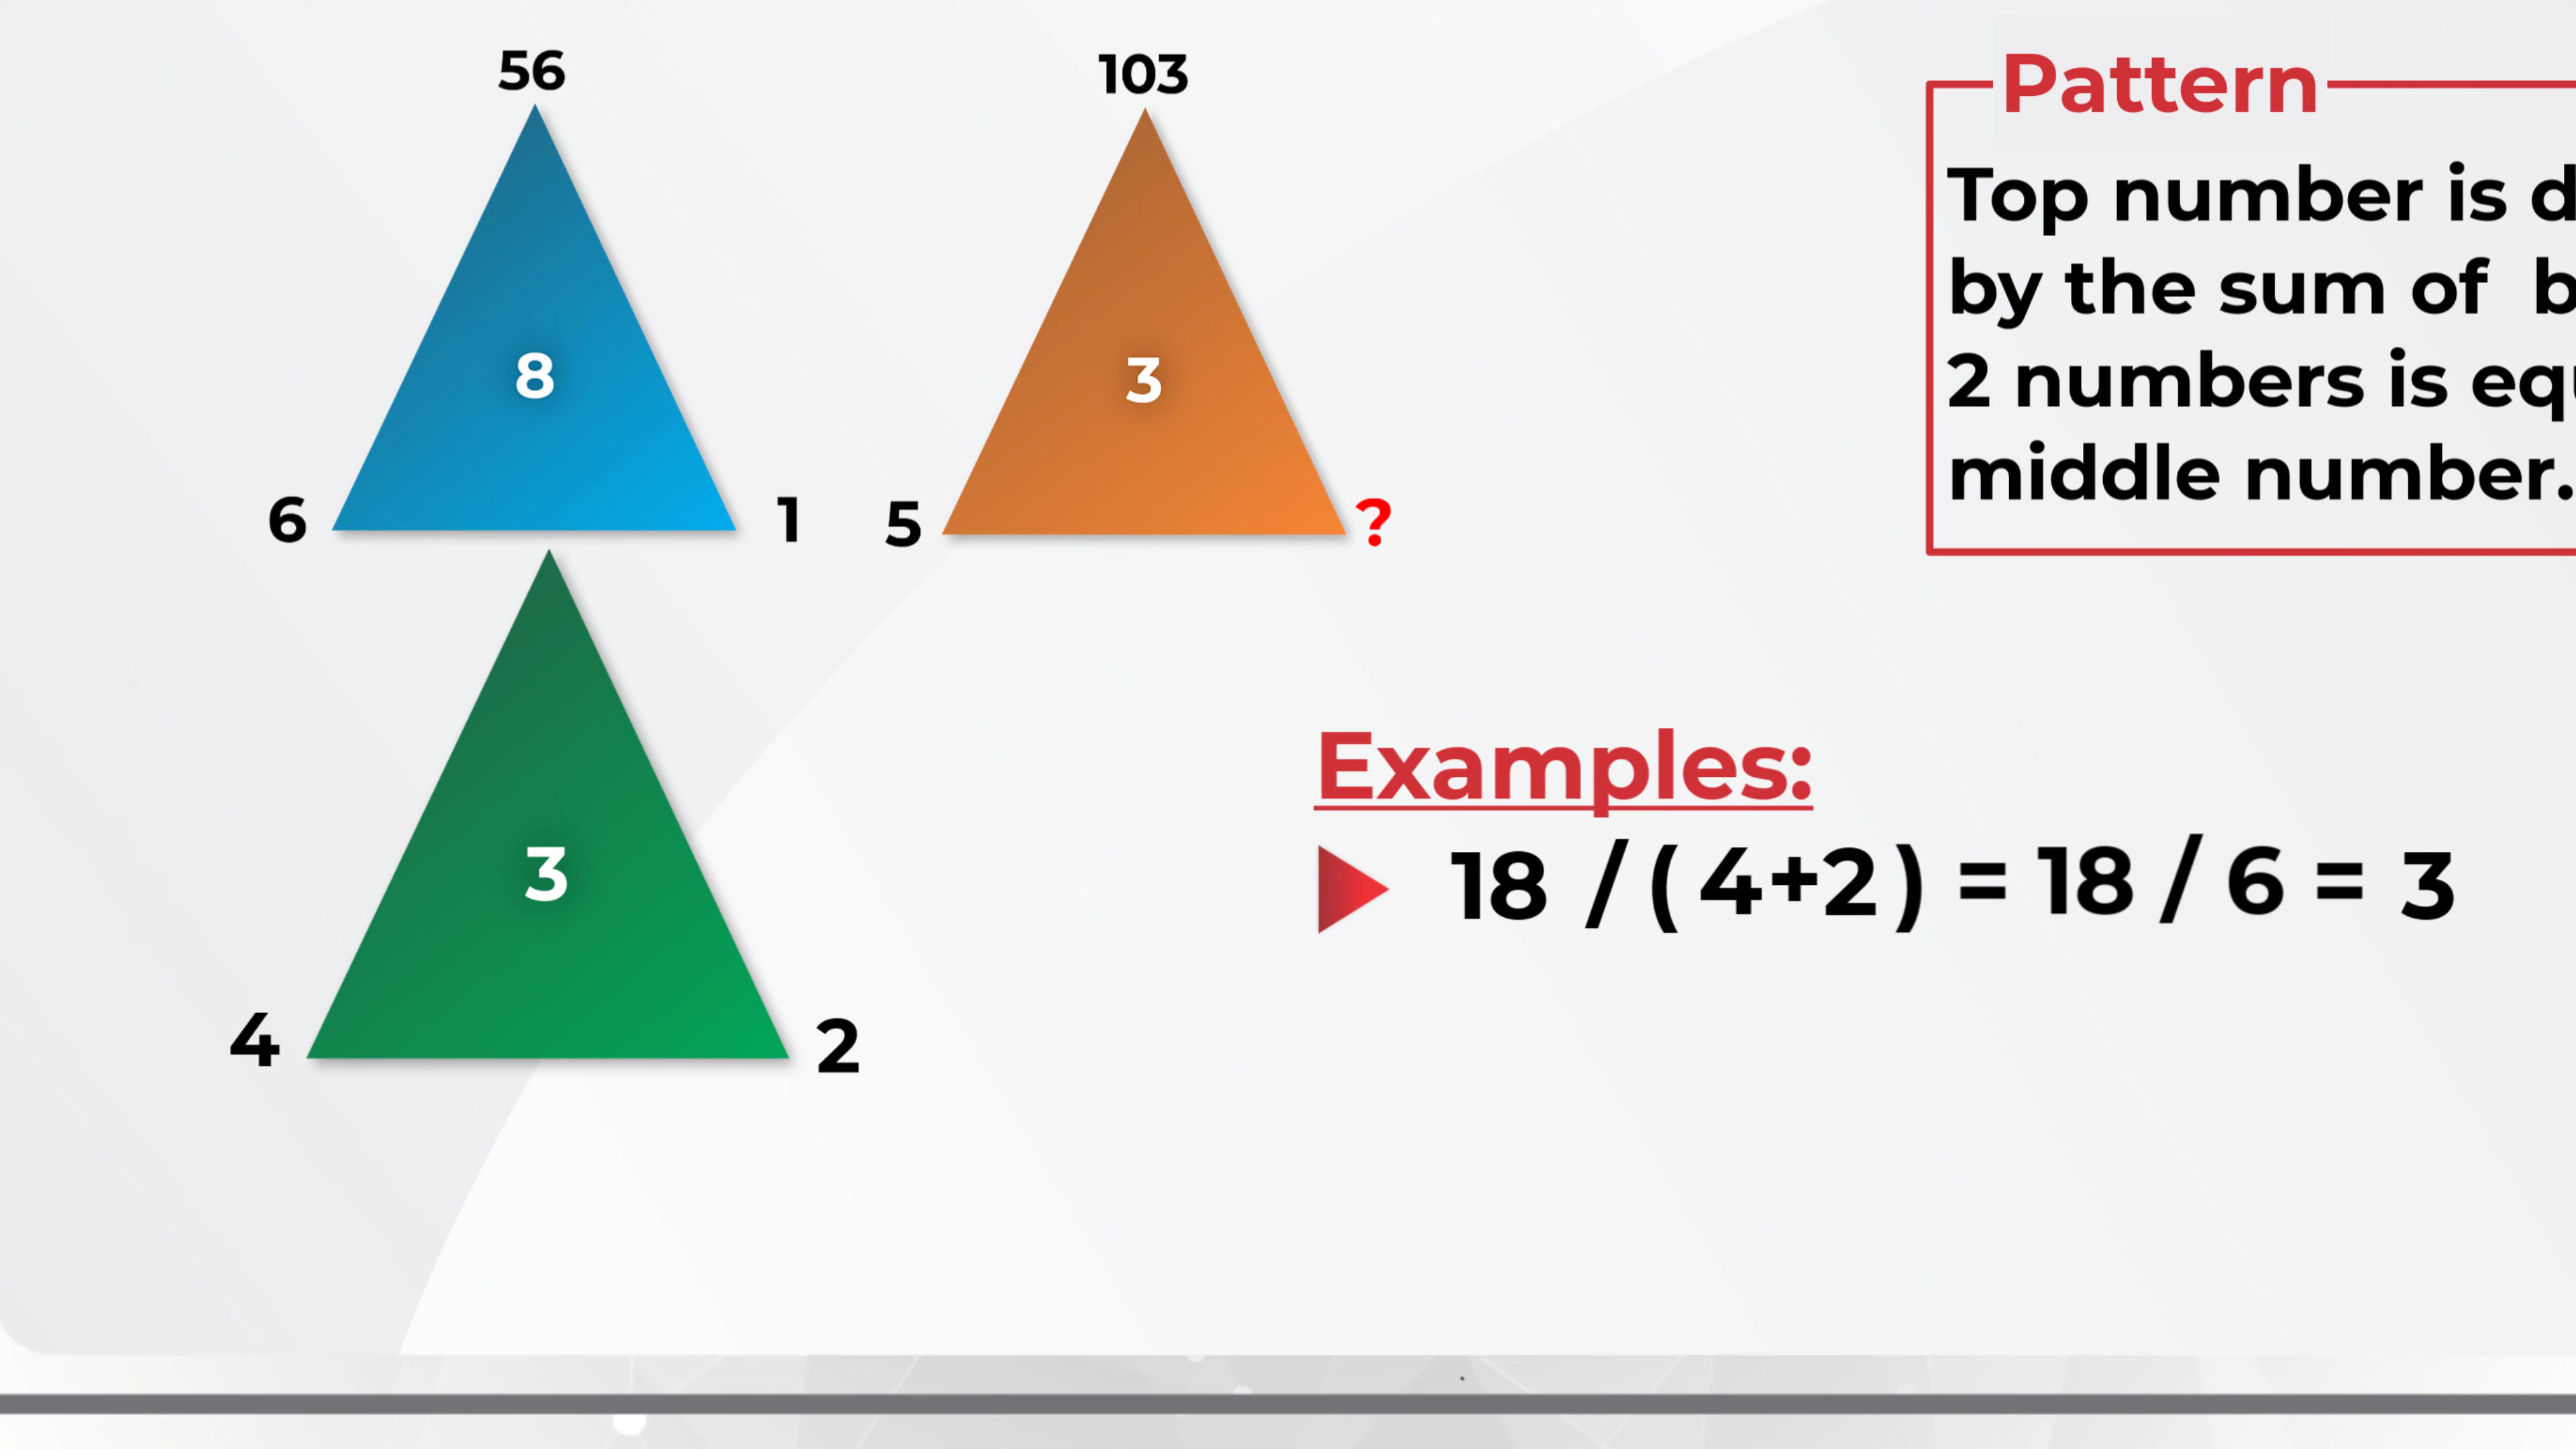 56
8
6
1
103
3
5
?
Pattern
Top number is
by the sum of
2 numbers is
middle number.
3
4
2
Examples:
18 / ( 4+2 ) = 18 / 6 = 3